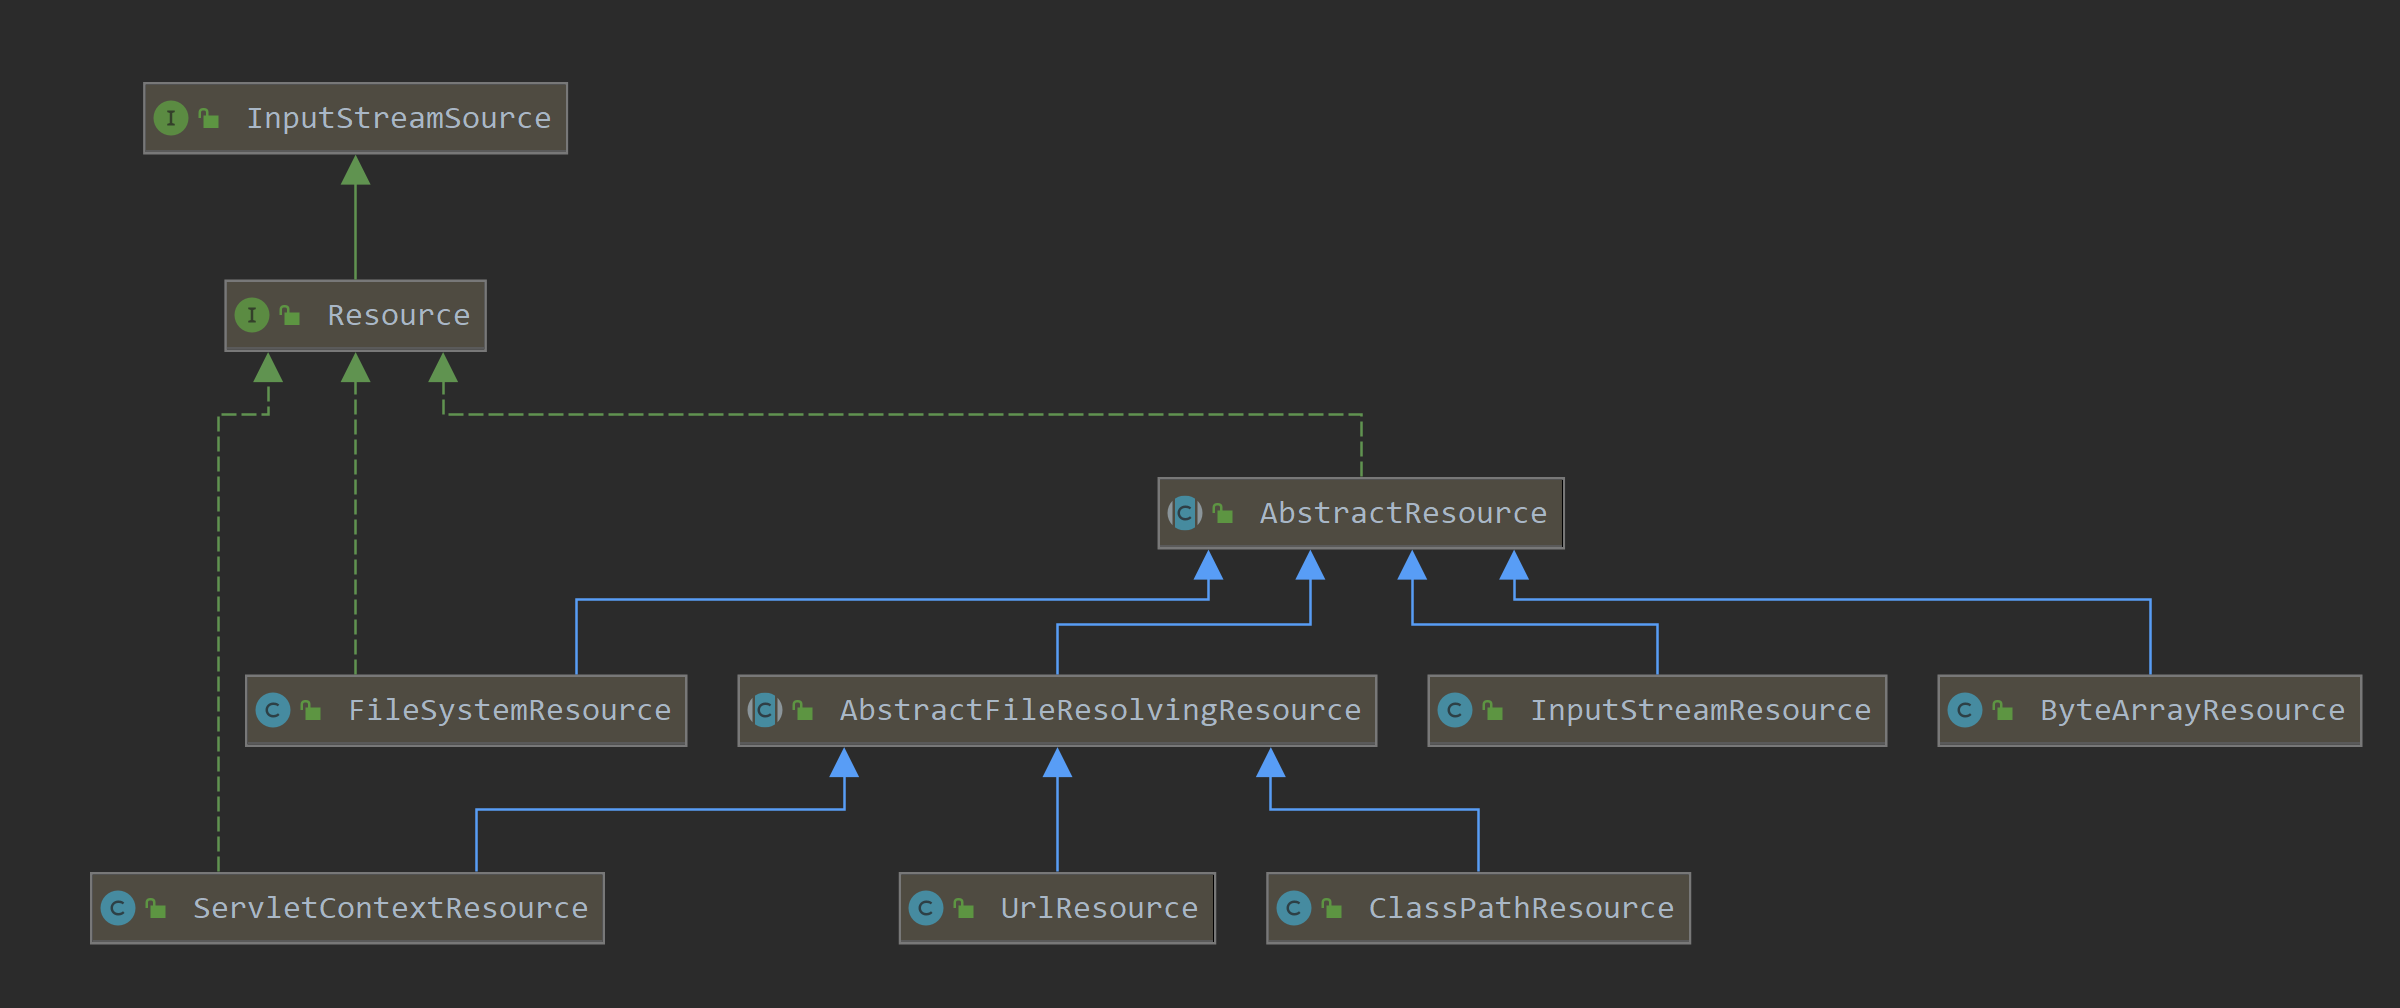 I InputStreamSource
I Resource
C AbstractResource
C FileSystemResource
C AbstractFileResolvingResource
C InputStreamResource
C ByteArrayResource
C ServletContextResource
C UrlResource
C ClassPathResource